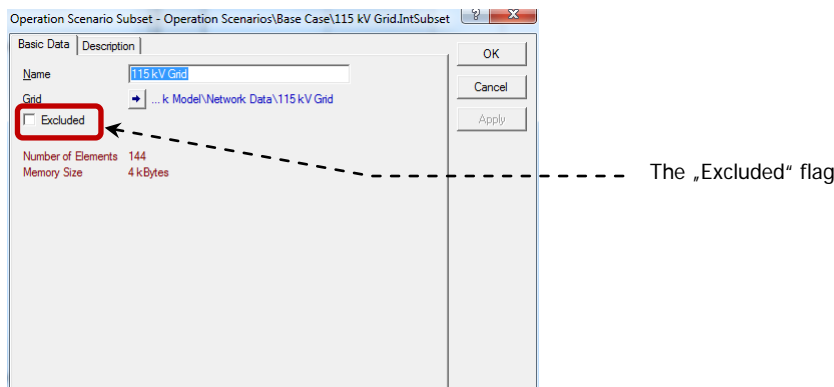 Operation Scenario Subset - Operation Scenarios\Base Case\115 kV Grid.IntSubset
Basic Data Description
OK
Name 115 kV Grid
Cancel
Grid ... k Model\Network Data\115 kV Grid
Excluded
Apply
Number of Elements 144
Memory Size 4 kBytes
The „Excluded“ flag